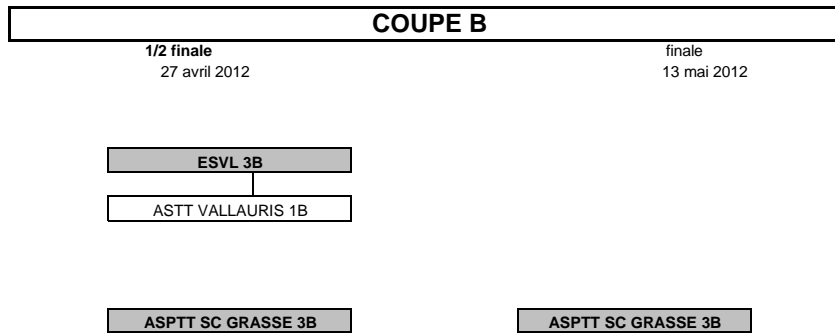 COUPE B
1/2 finale finale
27 avril 2012 13 mai 2012
ESVL 3B
ASTT VALLAURIS 1B
ASPTT SC GRASSE 3B ASPTT SC GRASSE 3B